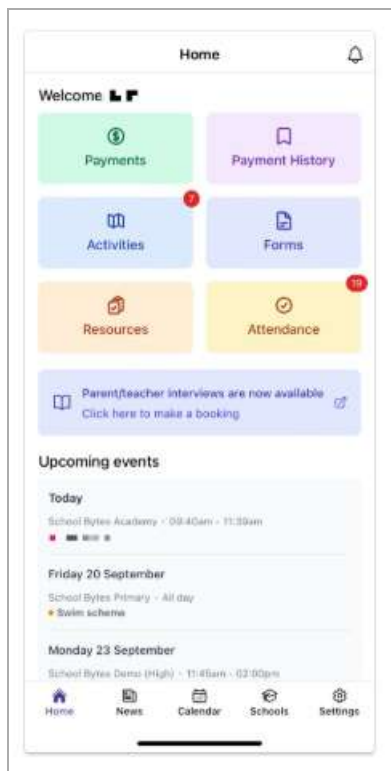 Home
Welcome
Payments
Payment History
7
Activities
Forms
19
Resources
Attendance
Parent/teacher interviews are now available
Click here to make a booking
Upcoming events
Today
School Bytes Academy - 09:40am - 11:39am
Friday 20 September
School Bytes Primary - All day
Swim scheme
Monday 23 September
School Bytes Demo (High) - 11:45am - 02:00pm
Home News Calendar Schools Settings